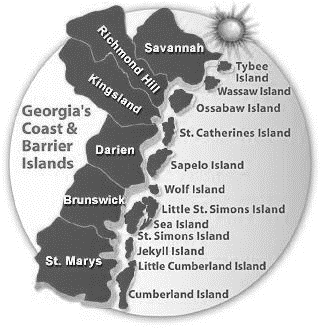 Savannah
Richmond Hill
Kingsland
Darien
Brunswick
St. Marys
Georgia's
Coast &
Barrier
Islands
Tybee
Island
Wassaw Island
Ossabaw Island
St. Catherines Island
Sapelo Island
Wolf Island
Little St. Simons Island
Sea Island
St. Simons Island
Jekyll Island
Little Cumberland Island
Cumberland Island